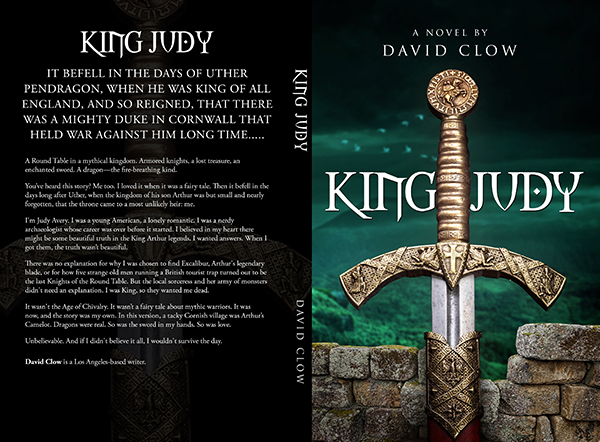 KING JUDY
IT BEFELL IN THE DAYS OF UTHER
PENDRAGON, WHEN HE WAS KING OF ALL
ENGLAND, AND SO REIGNED, THAT THERE
WAS A MIGHTY DUKE IN CORNWALL THAT
HELD WAR AGAINST HIM LONG TIME.....
A Round Table in a mythical kingdom. Armored knights, a lost treasure, an
enchanted sword. A dragon—the fire-breathing kind.
You've heard this story? Me too. I loved it when it was a fairy tale. Then it befell in the
days long after Uther, when the kingdom of his son Arthur was but small and nearly
forgotten, that the throne came to a most unlikely heir: me.
I'm Judy Avery. I was a young American, a lonely romantic. I was a nerdy
archaeologist whose career was over before it started. I believed in my heart there
might be some beautiful truth in the King Arthur legends. I wanted answers. When I
got them, the truth wasn't beautiful.
There was no explanation for why I was chosen to find Excalibur, Arthur's legendary
blade, or for how five strange old men running a British tourist trap turned out to be
the last Knights of the Round Table. But the local sorceress and her army of monsters
didn't need an explanation. I was King, so they wanted me dead.
It wasn't the Age of Chivalry. It wasn't a fairy tale about mythic warriors. It was
now, and the story was my own. In this version, a tacky Cornish village was Arthur's
Camelot. Dragons were real. So was the sword in my hands. So was love.
Unbelievable. And if I didn't believe it all, I wouldn't survive the day.
David Clow is a Los Angeles-based writer.
KING JUDY
DAVID CLOW
A NOVEL BY
DAVID CLOW
KING JUDY